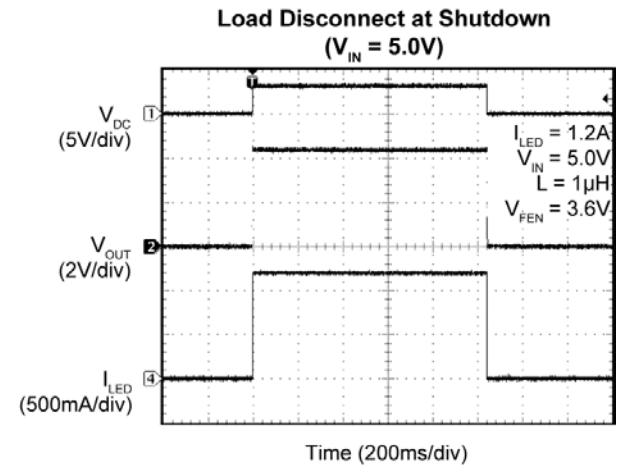 Load Disconnect at Shutdown
(V_IN = 5.0V)
T
V_DC
(5V/div)
1
I_LED = 1.2A
V_IN = 5.0V
L = 1µH
V_FEN = 3.6V
V_OUT
(2V/div)
2
I_LED
(500mA/div)
4
Time (200ms/div)